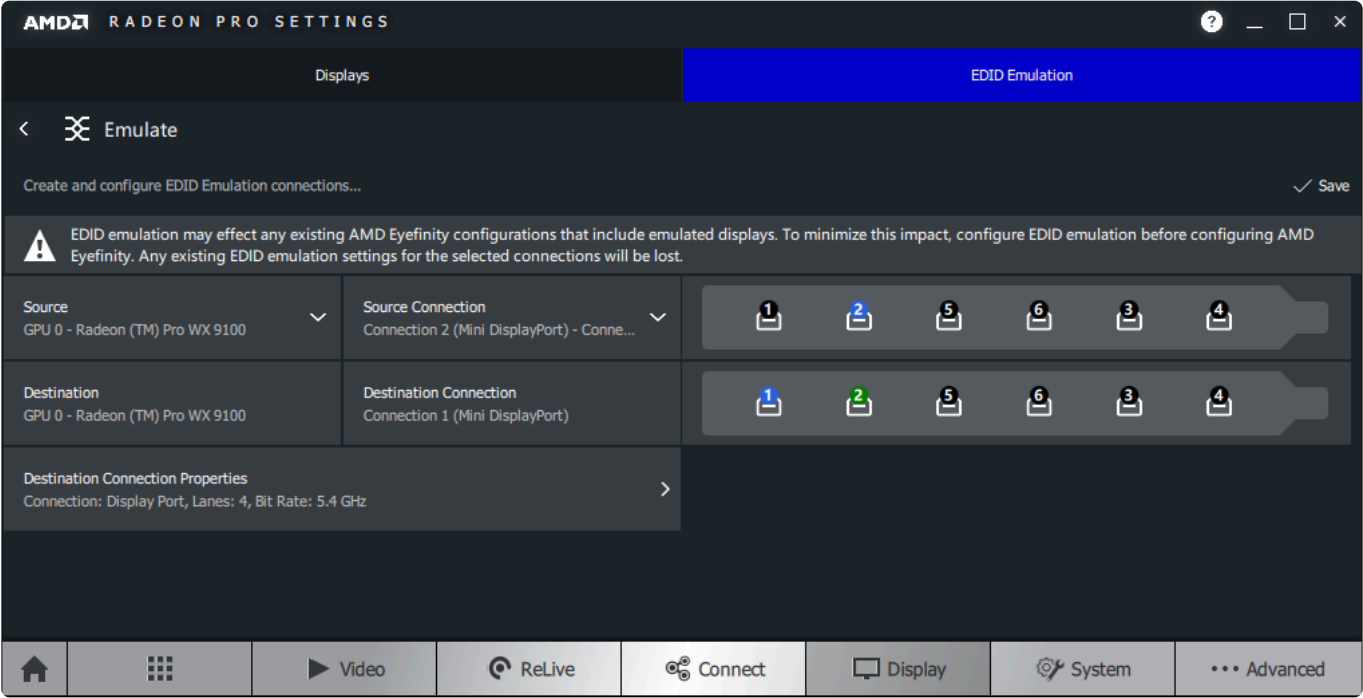 AMD RADEON PRO SETTINGS ?
Displays
EDID Emulation
Emulate
Create and configure EDID Emulation connections...
Save
EDID emulation may effect any existing AMD Eyefinity configurations that include emulated displays. To minimize this impact, configure EDID emulation before configuring AMD
Eyefinity. Any existing EDID emulation settings for the selected connections will be lost.
Source
GPU 0 - Radeon (TM) Pro WX 9100
Source Connection
Connection 2 (Mini DisplayPort) - Conne...
1 2 5 6 3 4
Destination
GPU 0 - Radeon (TM) Pro WX 9100
Destination Connection
Connection 1 (Mini DisplayPort)
1 2 5 6 3 4
Destination Connection Properties
Connection: Display Port, Lanes: 4, Bit Rate: 5.4 GHz
Video
ReLive
Connect
Display
System
Advanced